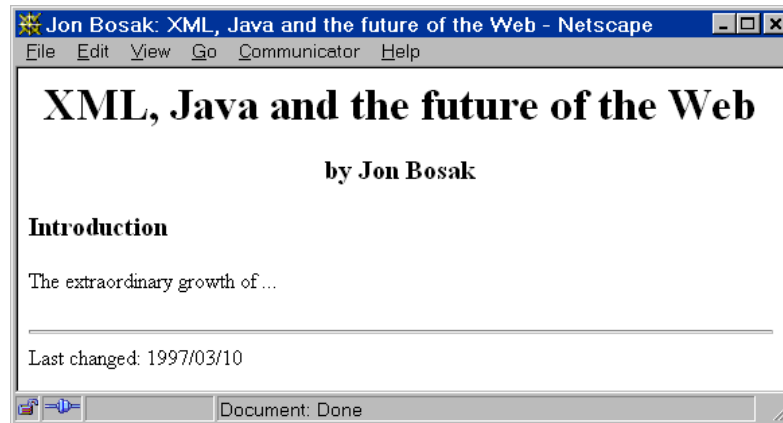 Jon Bosak: XML, Java and the future of the Web - Netscape
File Edit View Go Communicator Help
XML, Java and the future of the Web
by Jon Bosak
Introduction
The extraordinary growth of ...
Last changed: 1997/03/10
Document: Done